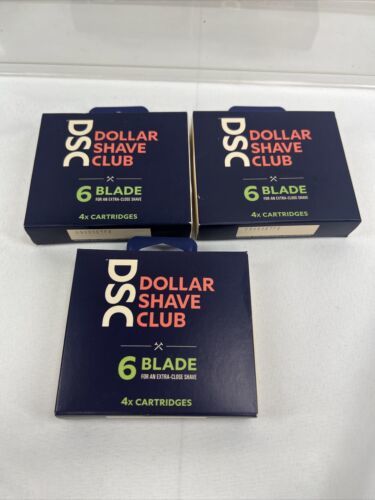 DSC
DOLLAR
SHAVE
CLUB
6 BLADE
FOR AN EXTRA-CLOSE SHAVE
4x CARTRIDGES
DSC
DOLLAR
SHAVE
CLUB
6 BLADE
FOR AN EXTRA-CLOSE SHAVE
4x CARTRIDGES
DSC
DOLLAR
SHAVE
CLUB
6 BLADE
FOR AN EXTRA-CLOSE SHAVE
4x CARTRIDGES